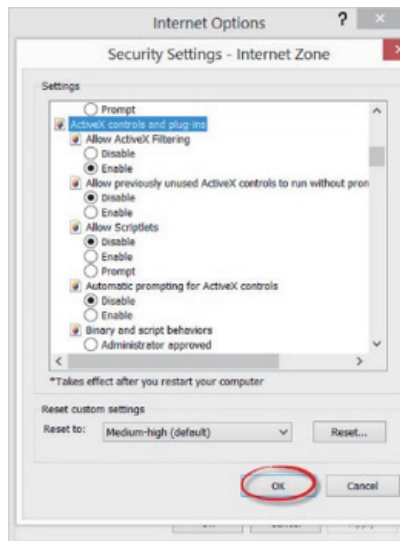 Internet Options ?
Security Settings - Internet Zone
Settings
Prompt
ActiveX controls and plug-ins
Allow ActiveX Filtering
Disable
Enable
Allow previously unused ActiveX controls to run without pron
Disable
Enable
Allow Scriptlets
Disable
Enable
Prompt
Automatic prompting for ActiveX controls
Disable
Enable
Binary and script behaviors
Administrator approved
*Takes effect after you restart your computer
Reset custom settings
Reset to: Medium-high (default) Reset...
OK Cancel